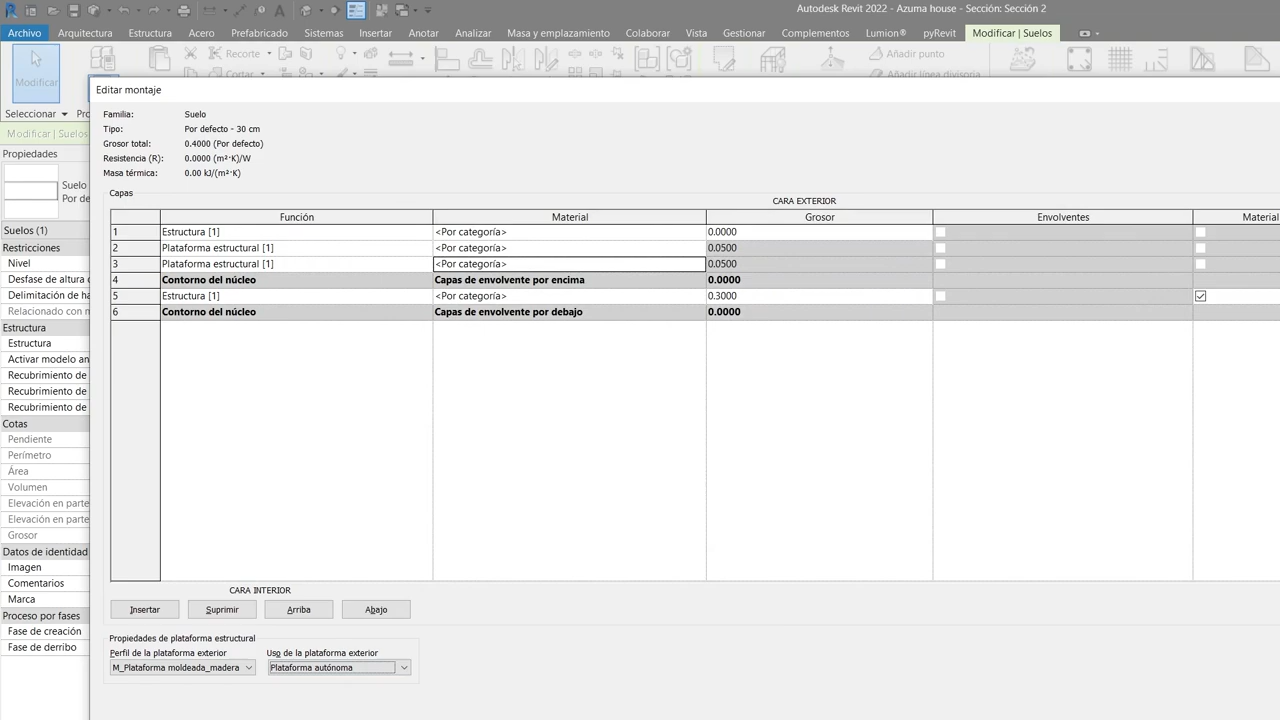 Autodesk Revit 2022 - Azuma house - Sección: Sección 2
Archivo Arquitectura Estructura Acero Prefabricado Sistemas Insertar Anotar Analizar Masa y emplazamiento Colaborar Vista Gestionar Complementos Lumion® pyRevit Modificar | Suelos
Modificar
Recorte
Cortar
Añadir punto
Añadir línea divisoria
Seleccionar
Modificar | Suelos
Editar montaje
Propiedades
Suelo
Por de
Suelos (1)
Restricciones
Nivel
Desfase de altura
Delimitación de ha
Relacionado con m
Estructura
Estructura
Activar modelo an
Recubrimiento de
Recubrimiento de
Recubrimiento de
Cotas
Pendiente
Perímetro
Área
Volumen
Elevación en parte
Elevación en parte
Grosor
Datos de identidad
Imagen
Comentarios
Marca
Proceso por fases
Fase de creación
Fase de derribo
Familia: Suelo
Tipo: Por defecto - 30 cm
Grosor total: 0.4000 (Por defecto)
Resistencia (R): 0.0000 (m²·K)/W
Masa térmica: 0.00 kJ/(m²·K)
Capas
CARA EXTERIOR
Función Material Grosor Envolventes Material
1 Estructura [1] <Por categoría> 0.0000
2 Plataforma estructural [1] <Por categoría> 0.0500
3 Plataforma estructural [1] <Por categoría> 0.0500
4 Contorno del núcleo Capas de envolvente por encima 0.0000
5 Estructura [1] <Por categoría> 0.3000
6 Contorno del núcleo Capas de envolvente por debajo 0.0000
CARA INTERIOR
Insertar Suprimir Arriba Abajo
Propiedades de plataforma estructural
Perfil de la plataforma exterior Uso de la plataforma exterior
M_Plataforma moldeada_madera Plataforma autónoma